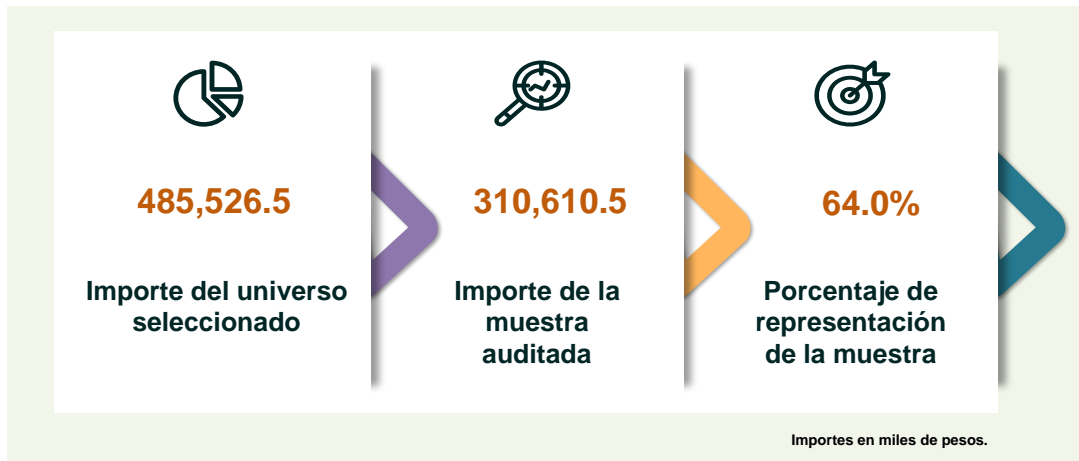 485,526.5
Importe del universo
seleccionado
310,610.5
Importe de la
muestra
auditada
64.0%
Porcentaje de
representación
de la muestra
Importes en miles de pesos.